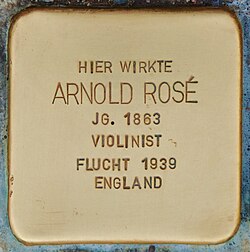 HIER WIRKTE
ARNOLD ROSÉ
JG. 1863
VIOLINIST
FLUCHT 1939
ENGLAND